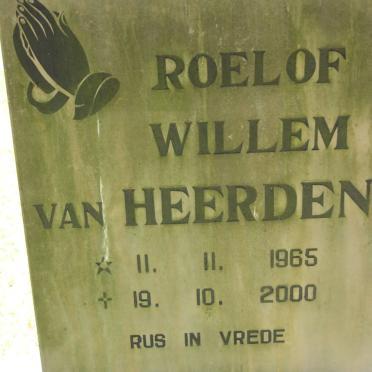 ROELOF
WILLEM
VAN HEERDEN
☆ 11. 11. 1965
✝ 19. 10. 2000
RUS IN VREDE